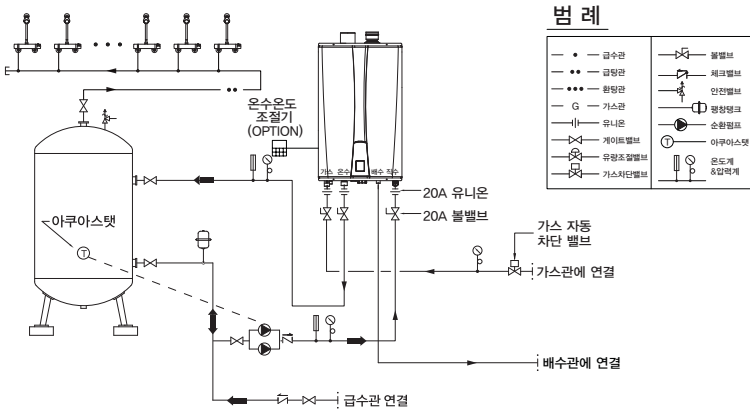 범 례
급수관
급탕관
환탕관
G 가스관
유니온
게이트밸브
유량조절밸브
가스차단밸브
볼밸브
체크밸브
안전밸브
팽창탱크
순환펌프
T 아쿠아스탯
온도계
&압력계
온수온도
조절기
(OPTION)
가스 온수 배수 직수
20A 유니온
20A 볼밸브
아쿠아스탯
T
가스 자동
차단 밸브
가스관에 연결
배수관에 연결
급수관 연결